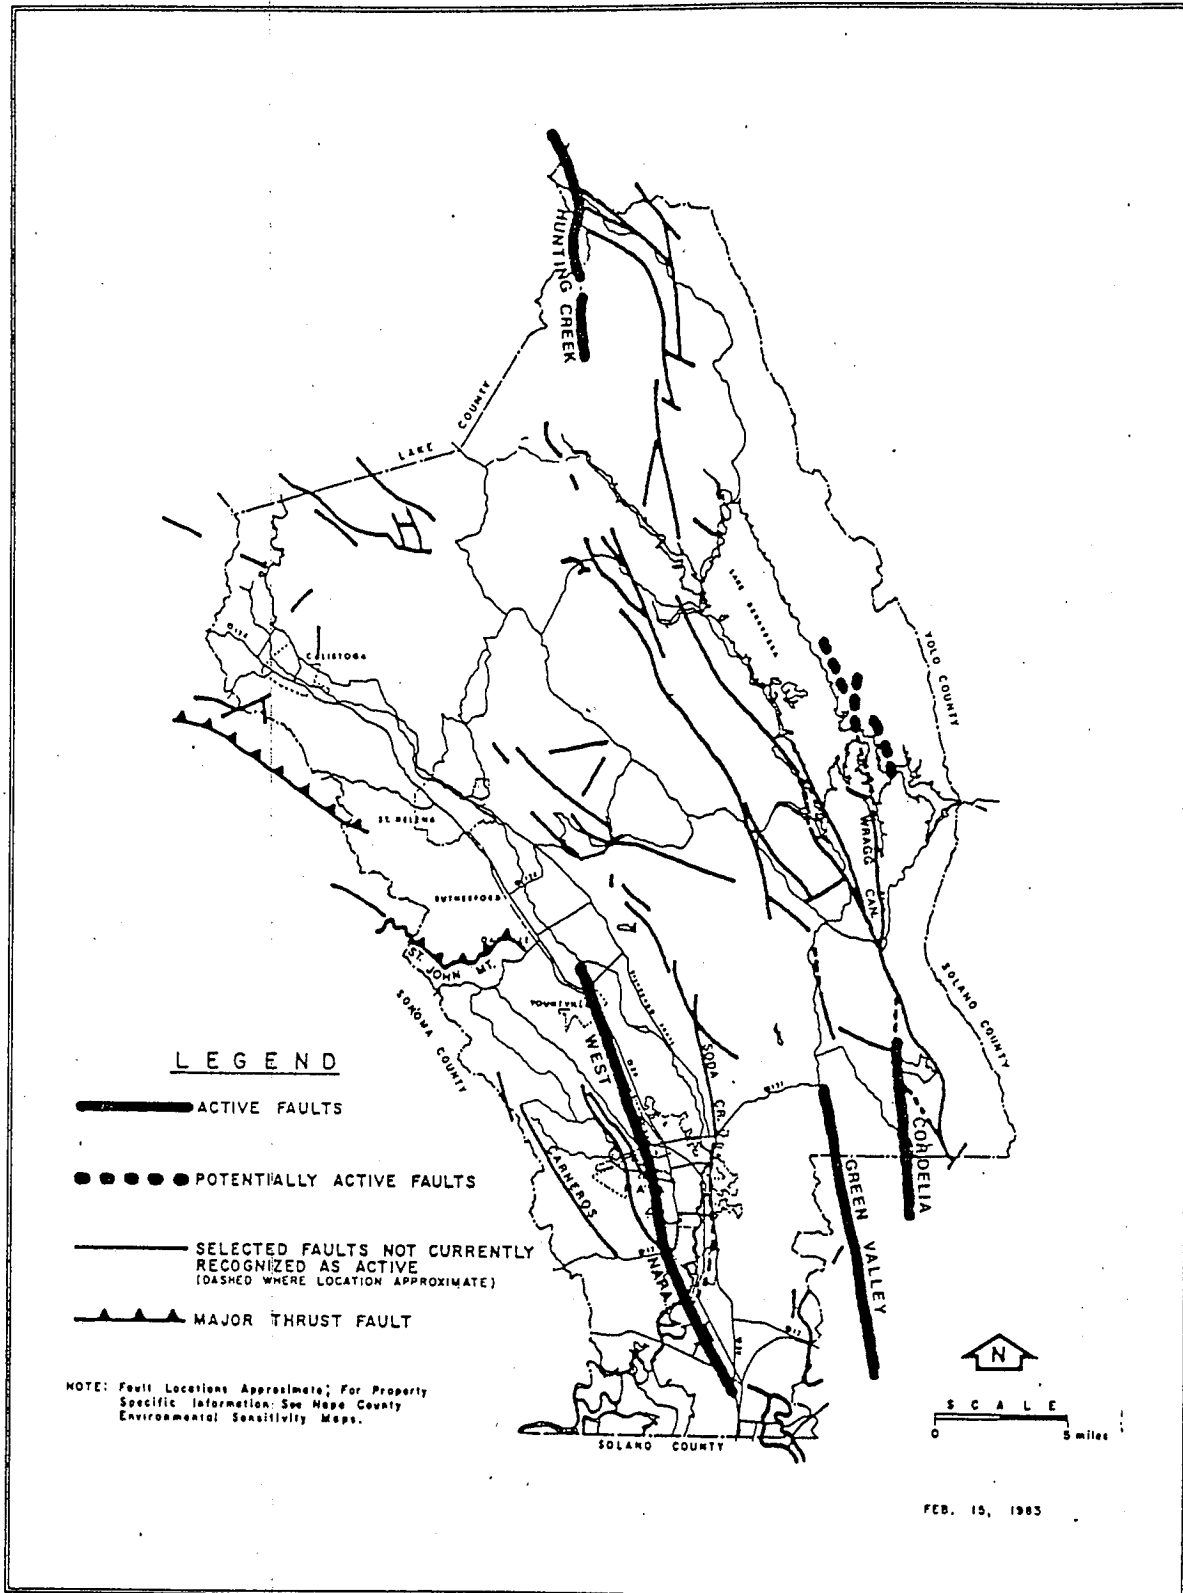 HUNTING CREEK
LAKE COUNTY
LAKE BERRYESSA
YOLO COUNTY
CALISTOGA
ST. HELENA
WRAGG CAN.
RUTHERFORD
ST. JOHN MT.
SONOMA COUNTY
SOLANO COUNTY
YOUNTVILLE
WEST
SODA CR.
CARNEROS
NAPA
CORDELIA
GREEN VALLEY
LEGEND
ACTIVE FAULTS
POTENTIALLY ACTIVE FAULTS
SELECTED FAULTS NOT CURRENTLY
RECOGNIZED AS ACTIVE
(DASHED WHERE LOCATION APPROXIMATE)
MAJOR THRUST FAULT
NOTE: Fault Locations Approximate; For Property
Specific Information: See Napa County
Environmental Sensitivity Maps.
N
SCALE
0 5 miles
SOLANO COUNTY
FEB. 15, 1983